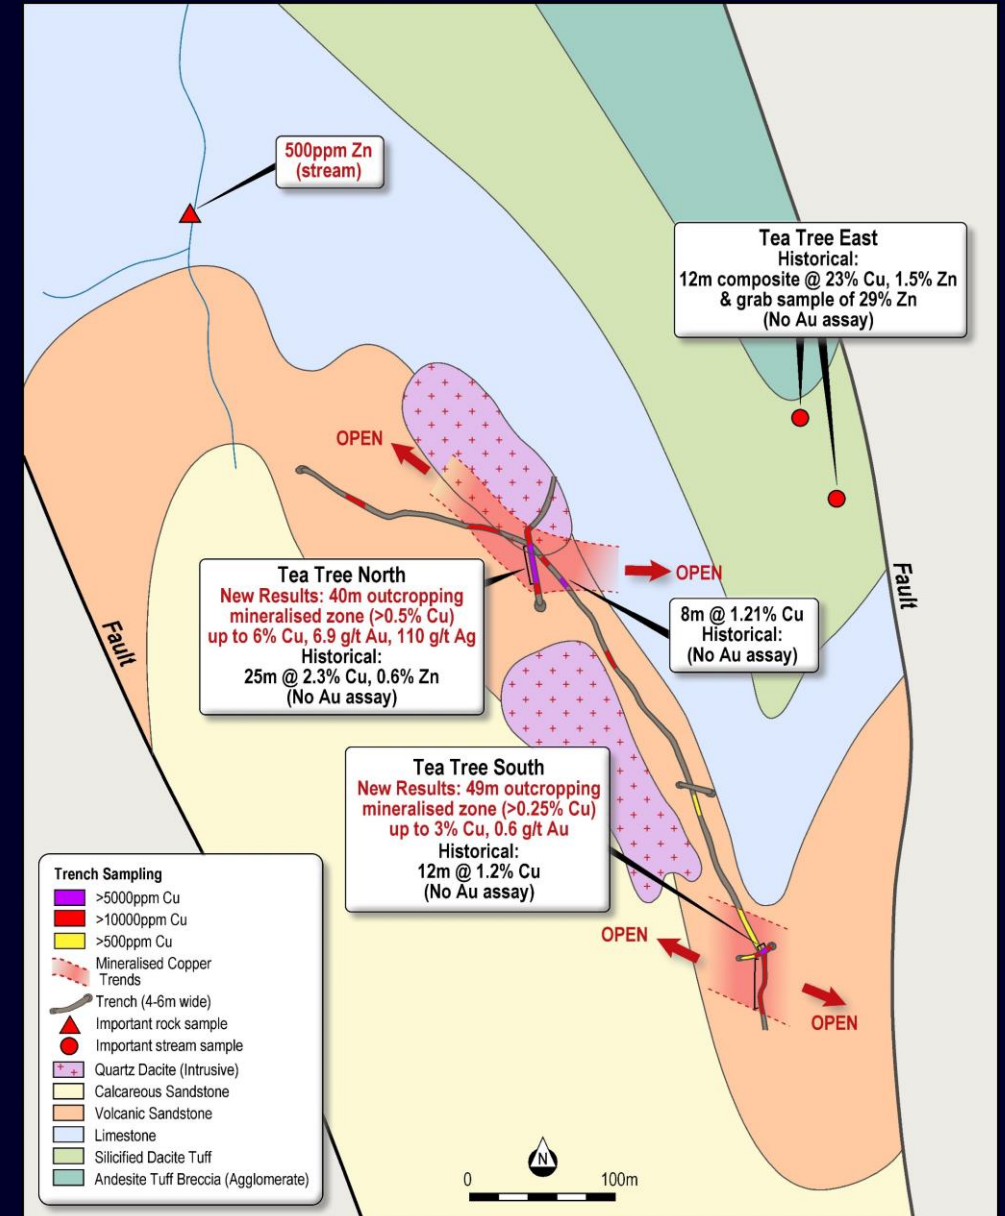 500ppm Zn
(stream)
Tea Tree East
Historical:
12m composite @ 23% Cu, 1.5% Zn
& grab sample of 29% Zn
(No Au assay)
OPEN
Tea Tree North
New Results: 40m outcropping
mineralised zone (>0.5% Cu)
up to 6% Cu, 6.9 g/t Au, 110 g/t Ag
Historical:
25m @ 2.3% Cu, 0.6% Zn
(No Au assay)
OPEN
Fault
8m @ 1.21% Cu
Historical:
(No Au assay)
Fault
Tea Tree South
New Results: 49m outcropping
mineralised zone (>0.25% Cu)
up to 3% Cu, 0.6 g/t Au
Historical:
12m @ 1.2% Cu
(No Au assay)
OPEN
OPEN
Trench Sampling
>5000ppm Cu
>10000ppm Cu
>500ppm Cu
Mineralised Copper
Trends
Trench (4-6m wide)
Important rock sample
Important stream sample
Quartz Dacite (Intrusive)
Calcareous Sandstone
Volcanic Sandstone
Limestone
Silicified Dacite Tuff
Andesite Tuff Breccia (Agglomerate)
N
0 100m